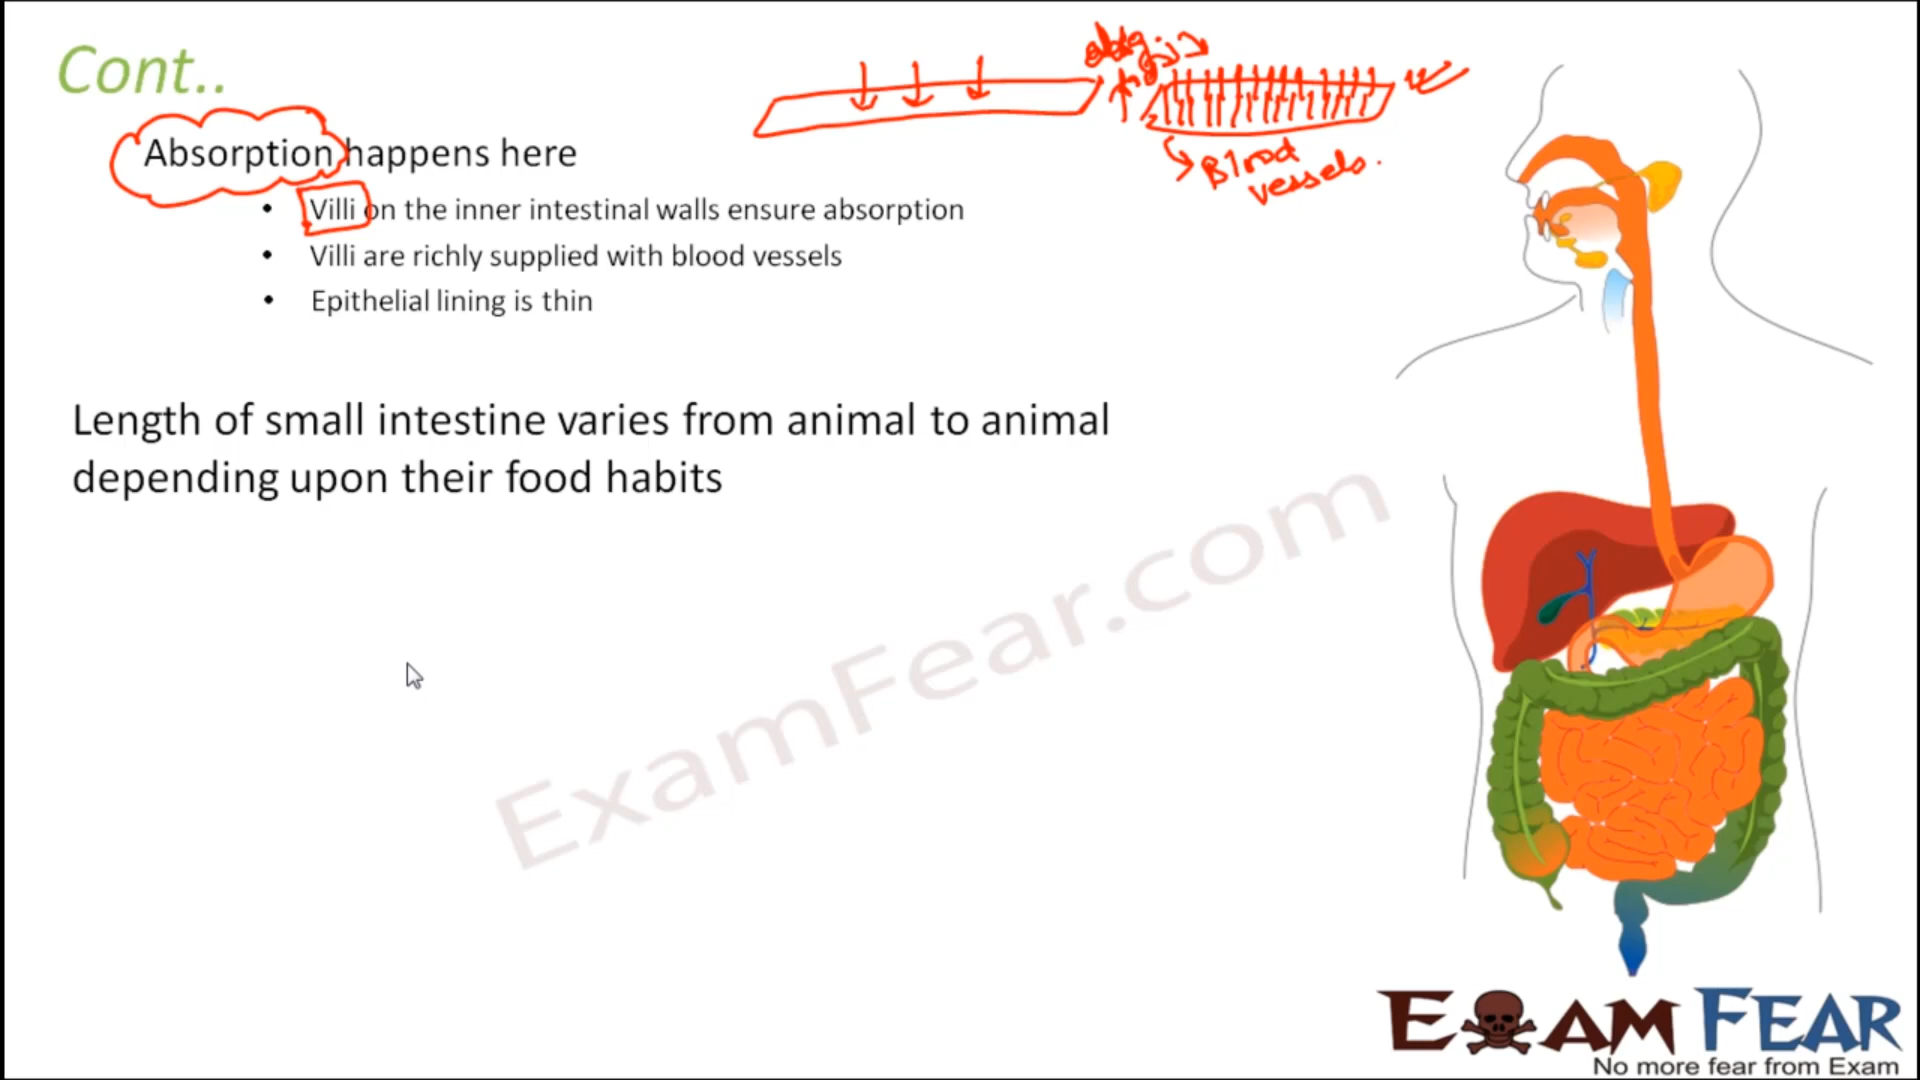 Cont..
Absorption happens here
• Villi on the inner intestinal walls ensure absorption
• Villi are richly supplied with blood vessels
• Epithelial lining is thin
Blood
vessels.
Length of small intestine varies from animal to animal
depending upon their food habits
ExamFear.com
EXAM FEAR
No more fear from Exam